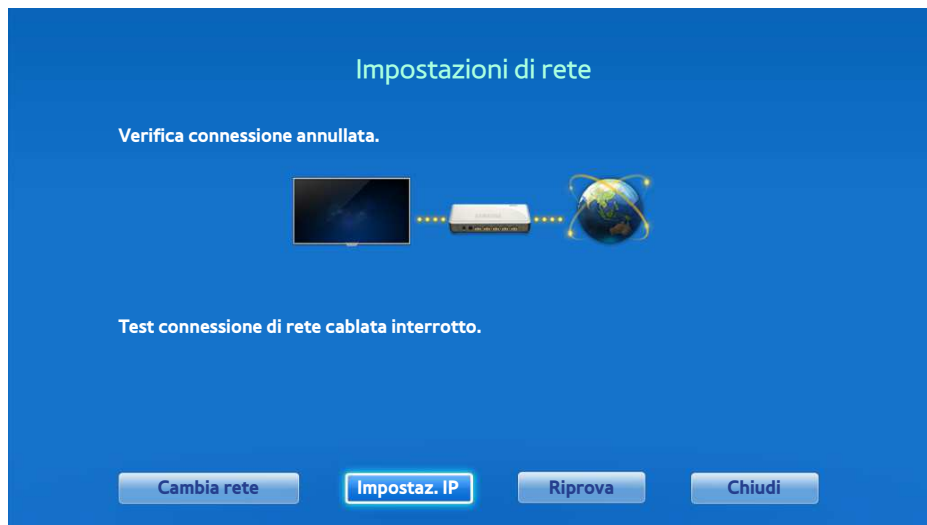 Impostazioni di rete
Verifica connessione annullata.
Test connessione di rete cablata interrotto.
Cambia rete
Impostaz. IP
Riprova
Chiudi